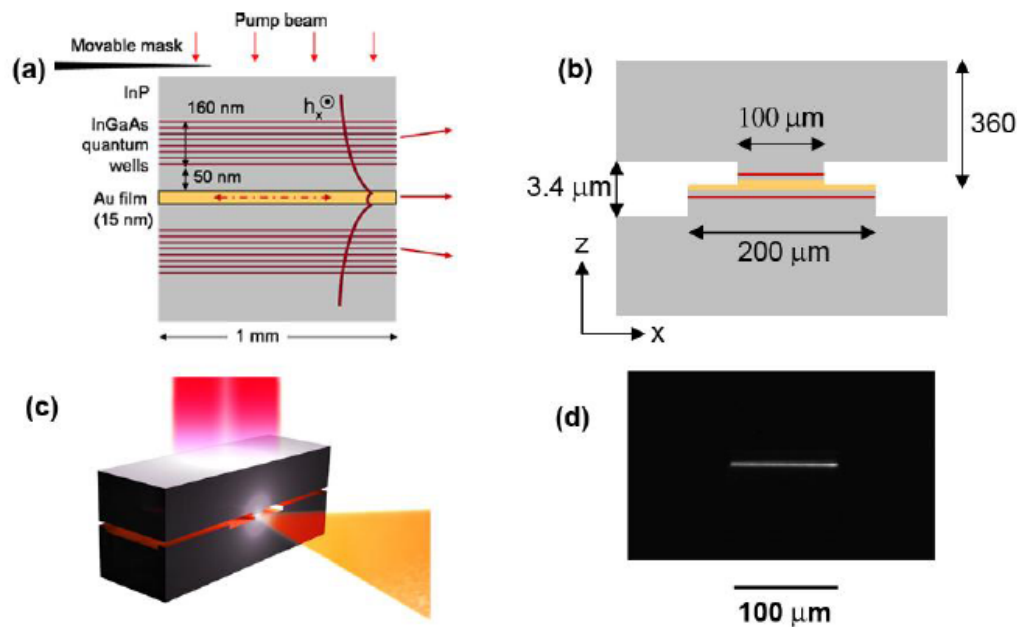 Pump beam
Movable mask
(a)
InP
160 nm
hₓ
InGaAs
quantum
wells
50 nm
Au film
(15 nm)
1 mm
(b)
100 μm
360
3.4 μm
200 μm
z
x
(c)
(d)
100 μm